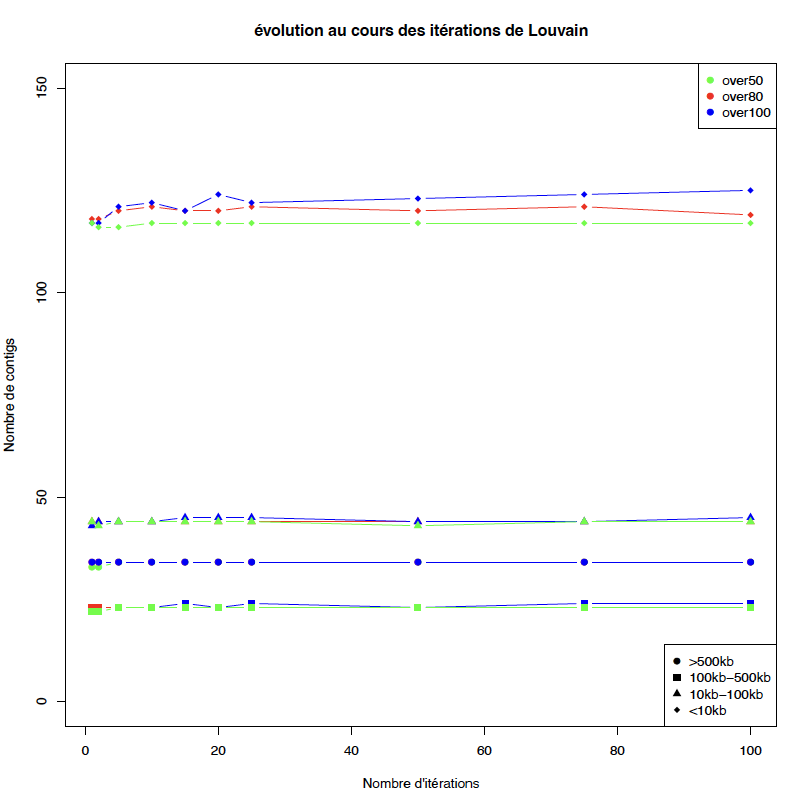 évolution au cours des itérations de Louvain
over50
over80
over100
150
100
50
0
Nombre de contigs
>500kb
100kb−500kb
10kb−100kb
<10kb
0 20 40 60 80 100
Nombre d'itérations